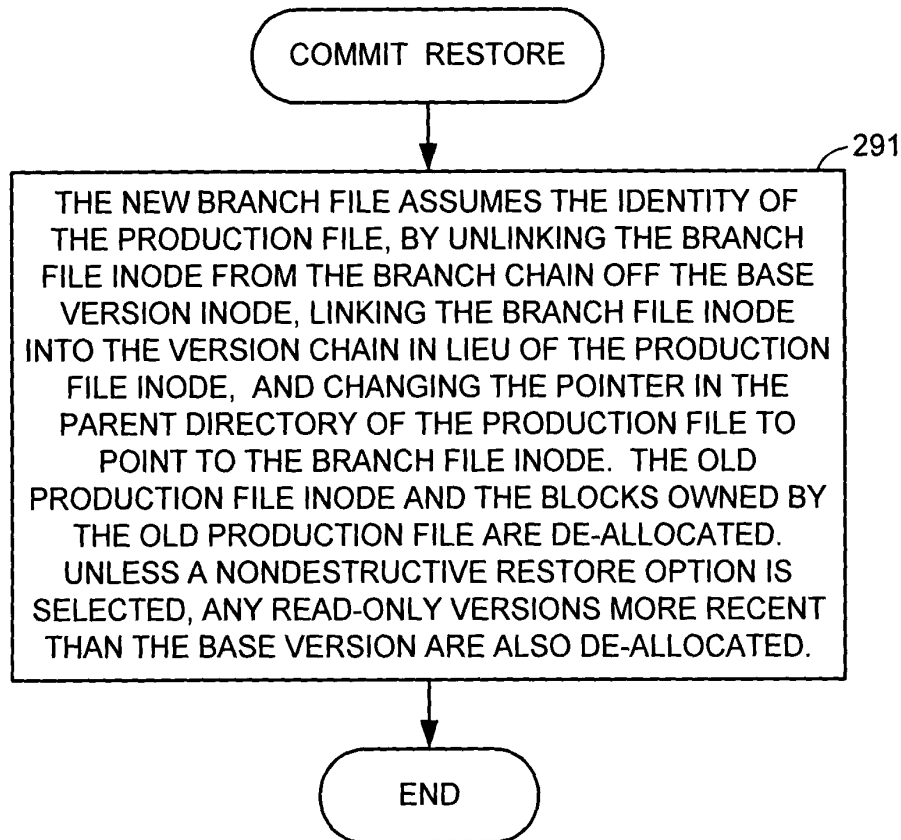 COMMIT RESTORE
291
THE NEW BRANCH FILE ASSUMES THE IDENTITY OF
THE PRODUCTION FILE, BY UNLINKING THE BRANCH
FILE INODE FROM THE BRANCH CHAIN OFF THE BASE
VERSION INODE, LINKING THE BRANCH FILE INODE
INTO THE VERSION CHAIN IN LIEU OF THE PRODUCTION
FILE INODE, AND CHANGING THE POINTER IN THE
PARENT DIRECTORY OF THE PRODUCTION FILE TO
POINT TO THE BRANCH FILE INODE. THE OLD
PRODUCTION FILE INODE AND THE BLOCKS OWNED BY
THE OLD PRODUCTION FILE ARE DE-ALLOCATED.
UNLESS A NONDESTRUCTIVE RESTORE OPTION IS
SELECTED, ANY READ-ONLY VERSIONS MORE RECENT
THAN THE BASE VERSION ARE ALSO DE-ALLOCATED.
END